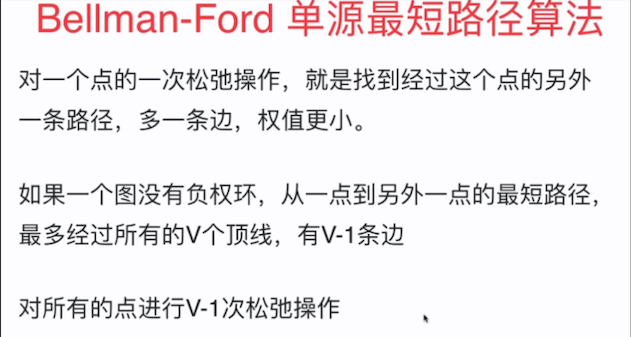 Bellman-Ford 单源最短路径算法
对一个点的一次松弛操作，就是找到经过这个点的另外
一条路径，多一条边，权值更小。
如果一个图没有负权环，从一点到另外一点的最短路径，
最多经过所有的V个顶线，有V-1条边
对所有的点进行V-1次松弛操作